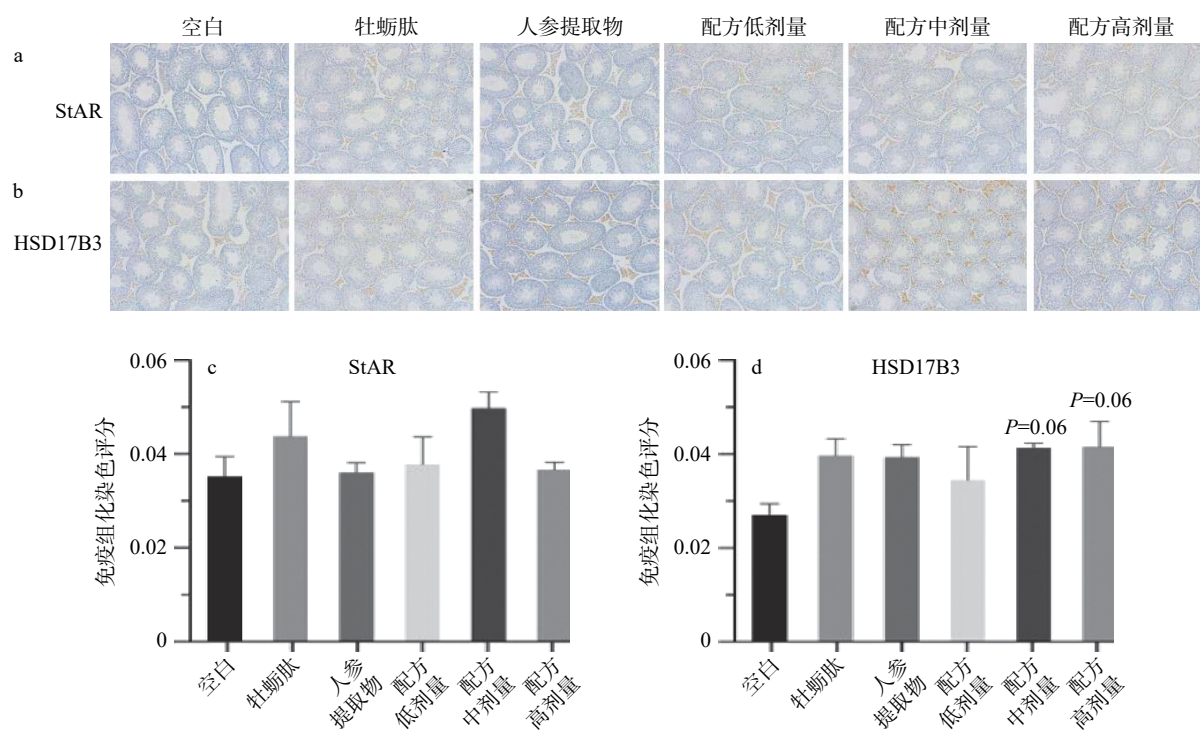 空白 牡蛎肽 人参提取物 配方低剂量 配方中剂量 配方高剂量
a
StAR
b
HSD17B3
c StAR
0.06
0.04
0.02
0
免疫组化染色评分
空白
牡蛎肽
人参
提取物
配方
低剂量
配方
中剂量
配方
高剂量
d HSD17B3
0.06
0.04
0.02
0
免疫组化染色评分
P=0.06
P=0.06
空白
牡蛎肽
人参
提取物
配方
低剂量
配方
中剂量
配方
高剂量